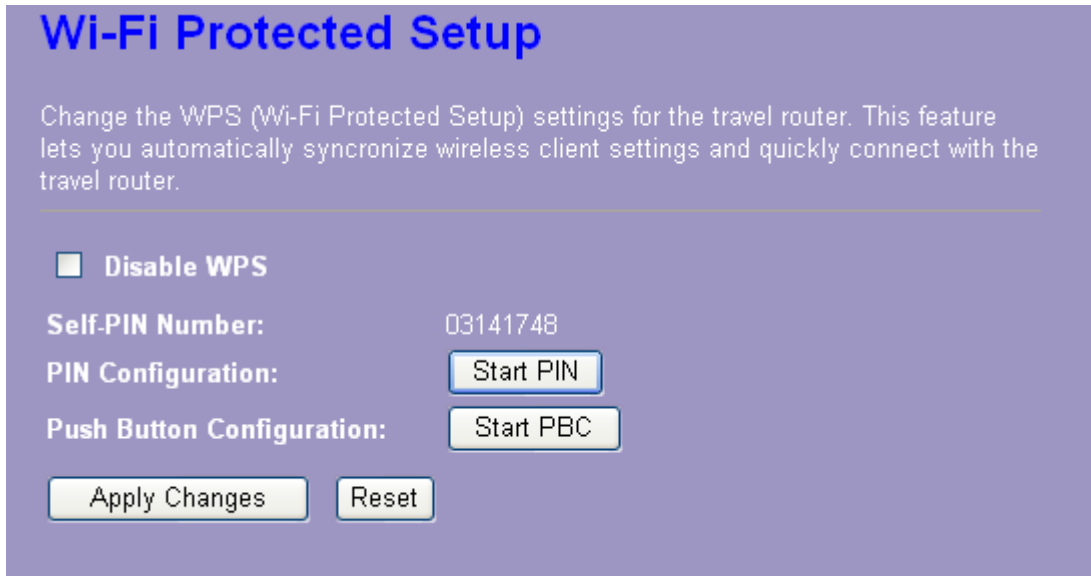 Wi-Fi Protected Setup
Change the WPS (Wi-Fi Protected Setup) settings for the travel router. This feature
lets you automatically syncronize wireless client settings and quickly connect with the
travel router.
Disable WPS
Self-PIN Number: 03141748
PIN Configuration: Start PIN
Push Button Configuration: Start PBC
Apply Changes Reset